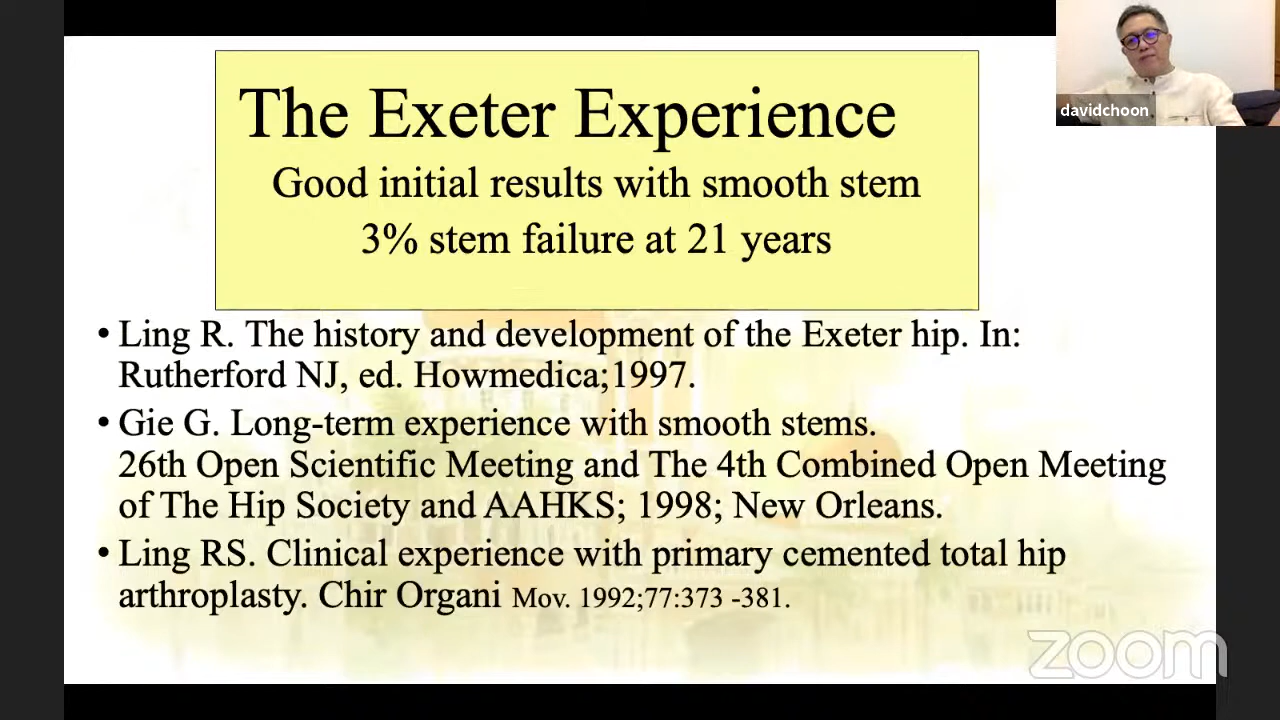 The Exeter Experience
Good initial results with smooth stem
3% stem failure at 21 years
• Ling R. The history and development of the Exeter hip. In:
Rutherford NJ, ed. Howmedica;1997.
• Gie G. Long-term experience with smooth stems.
26th Open Scientific Meeting and The 4th Combined Open Meeting
of The Hip Society and AAHKS; 1998; New Orleans.
• Ling RS. Clinical experience with primary cemented total hip
arthroplasty. Chir Organi Mov. 1992;77:373 -381.
davidchoon
zoom